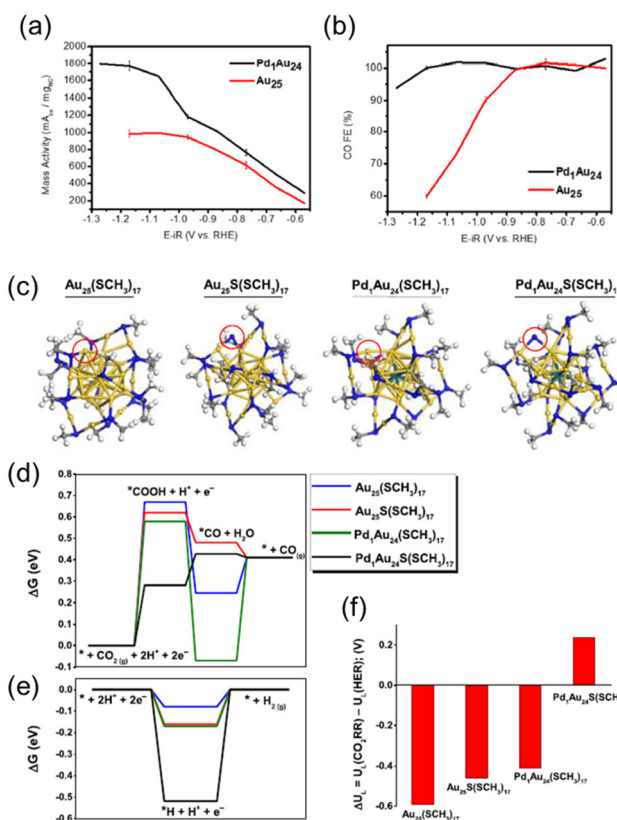 (a)
Mass Activity (mA_CO / mg_NC)
1800
1600
1400
1200
1000
800
600
400
200
Pd₁Au₂₄
Au₂₅
-1.3 -1.2 -1.1 -1.0 -0.9 -0.8 -0.7 -0.6
E-iR (V vs. RHE)
(b)
CO FE (%)
100
90
80
70
60
Pd₁Au₂₄
Au₂₅
-1.3 -1.2 -1.1 -1.0 -0.9 -0.8 -0.7 -0.6
E-iR (V vs. RHE)
(c)
Au₂₅(SCH₃)₁₇
Au₂₅S(SCH₃)₁₇
Pd₁Au₂₄(SCH₃)₁₇
Pd₁Au₂₄S(SCH₃)₁
(d)
ΔG (eV)
0.8
0.7
0.6
0.5
0.4
0.3
0.2
0.1
0.0
-0.1
*COOH + H⁺ + e⁻
*CO + H₂O
* + CO (g)
* + CO₂ (g) + 2H⁺ + 2e⁻
Au₂₅(SCH₃)₁₇
Au₂₅S(SCH₃)₁₇
Pd₁Au₂₄(SCH₃)₁₇
Pd₁Au₂₄S(SCH₃)₁₇
(e)
ΔG (eV)
-0.0
-0.1
-0.2
-0.3
-0.4
-0.5
-0.6
* + 2H⁺ + 2e⁻
* + H₂ (g)
*H + H⁺ + e⁻
(f)
ΔU_L = U_L(CO₂RR) − U_L(HER); (V)
0.2
0.0
-0.2
-0.4
-0.6
Au₂₅(SCH₃)₁₇
Au₂₅S(SCH₃)₁₇
Pd₁Au₂₄(SCH₃)₁₇
Pd₁Au₂₄S(SCH